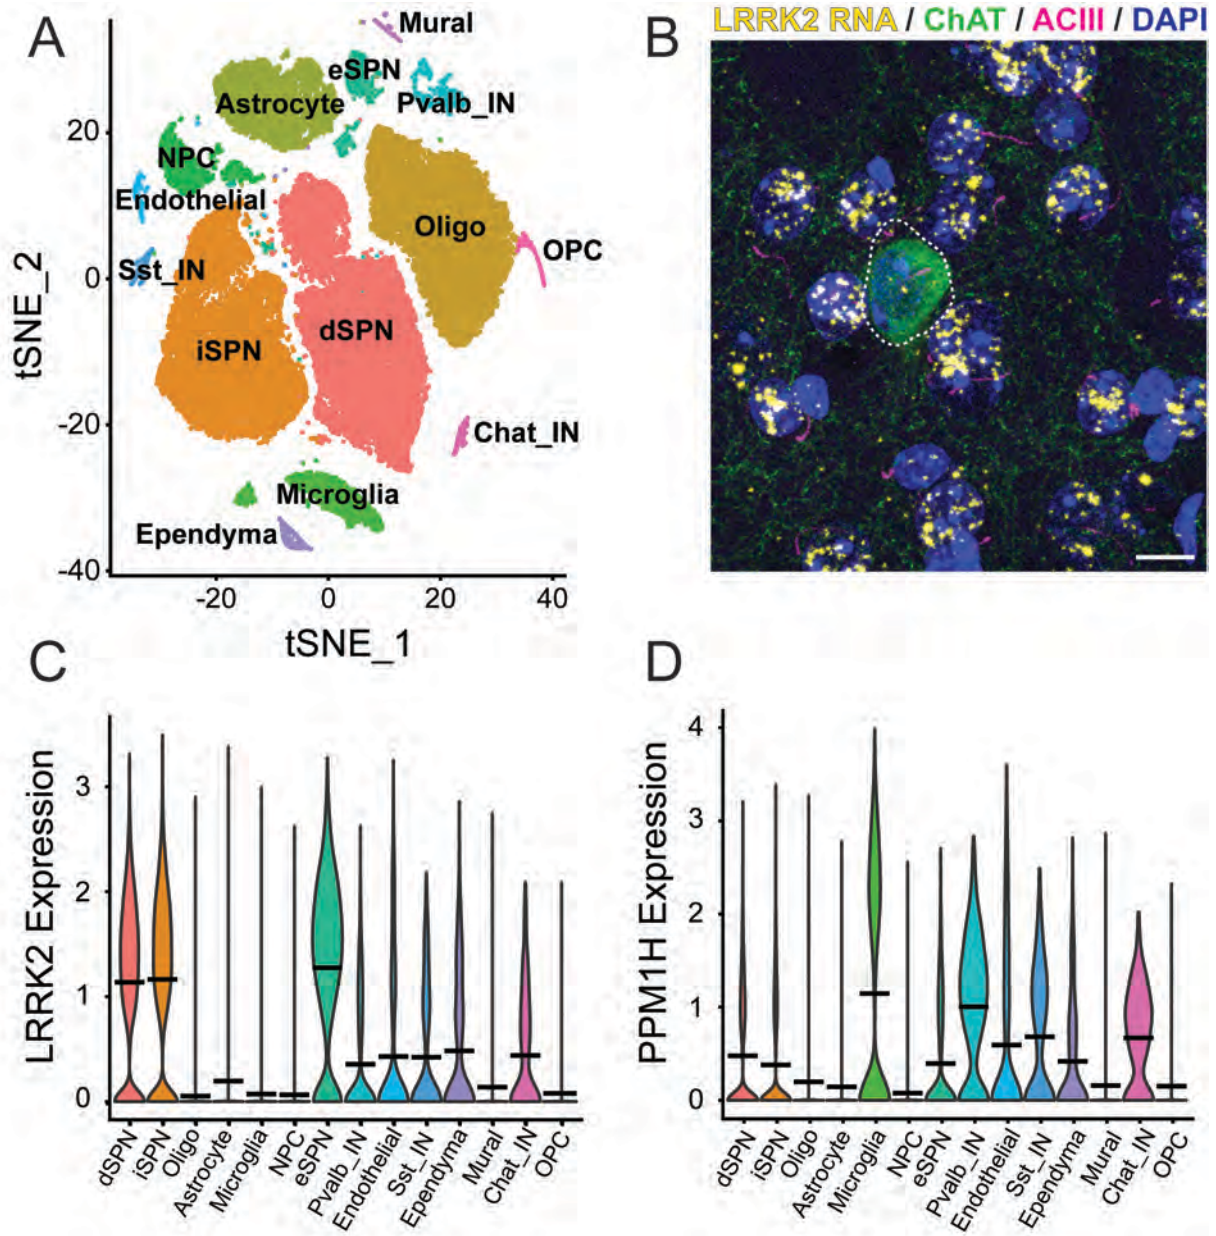 A
Mural
eSPN
Astrocyte
Pvalb_IN
NPC
Endothelial
Oligo
OPC
Sst_IN
dSPN
iSPN
Chat_IN
Microglia
Ependyma
20
0
-20
-40
tSNE_2
-20 0 20 40
tSNE_1
B
LRRK2 RNA / ChAT / ACIII / DAPI
C
LRRK2 Expression
3
2
1
0
dSPN
iSPN
Oligo
Astrocyte
Microglia
NPC
eSPN
Pvalb_IN
Endothelial
Sst_IN
Ependyma
Mural
Chat_IN
OPC
D
PPM1H Expression
4
3
2
1
0
dSPN
iSPN
Oligo
Astrocyte
Microglia
NPC
eSPN
Pvalb_IN
Endothelial
Sst_IN
Ependyma
Mural
Chat_IN
OPC